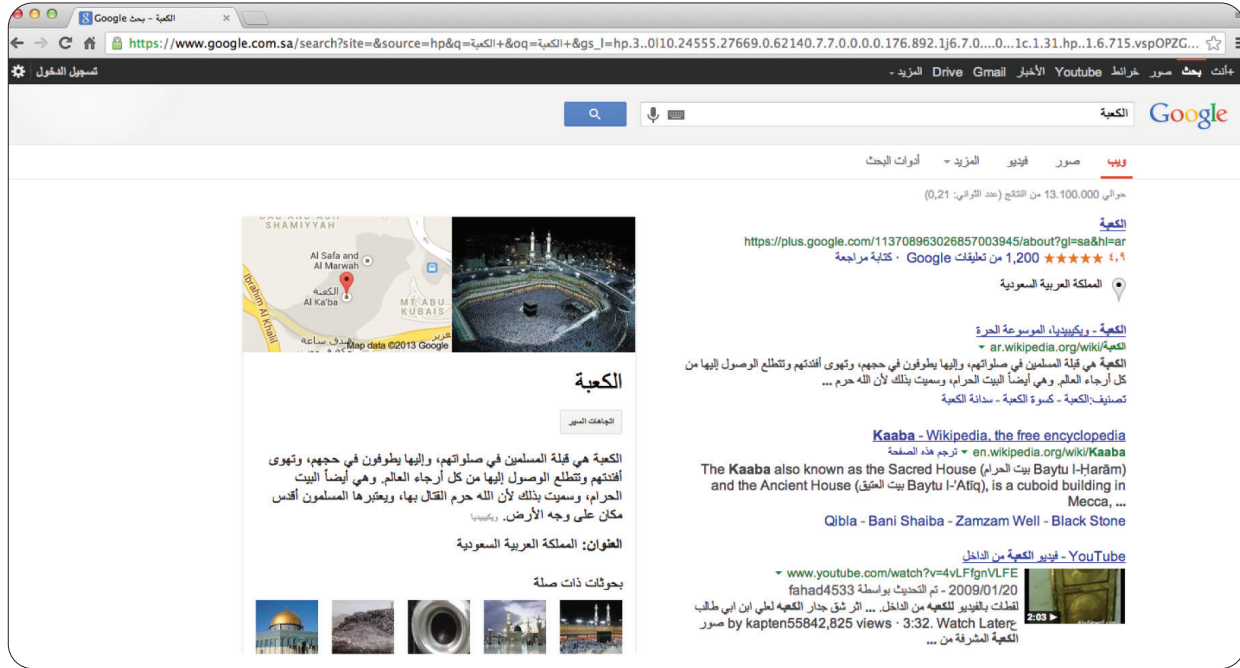 الكعبة - بحث Google
https://www.google.com.sa/search?site=&source=hp&q=الكعبة+&oq=الكعبة+&gs_l=hp.3..0l10.24555.27669.0.62140.7.7.0.0.0.0.176.892.1j6.7.0....0...1c.1.31.hp..1.6.715.vspOPZG...
+أنت بحث صور خرائط Youtube الأخبار Gmail Drive المزيد
تسجيل الدخول
Google
الكعبة
ويب صور فيديو المزيد أدوات البحث
حوالي 13.100.000 من النتائج (عدد الثواني: 0,21)
الكعبة
https://plus.google.com/113708963026857003945/about?gl=sa&hl=ar
٤,٩ ★★★★★ 1,200 من تعليقات Google · كتابة مراجعة
المملكة العربية السعودية
الكعبة - ويكيبيديا، الموسوعة الحرة
ar.wikipedia.org/wiki/الكعبة
الكعبة هي قبلة المسلمين في صلواتهم، وإليها يطوفون في حجهم، وتهوى أفئدتهم وتتطلع الوصول إليها من
كل أرجاء العالم. وهي أيضاً البيت الحرام، وسميت بذلك لأن الله حرم ...
تصنيف:الكعبة - كسوة الكعبة - سدانة الكعبة
Kaaba - Wikipedia, the free encyclopedia
en.wikipedia.org/wiki/Kaaba ترجم هذه الصفحة
The Kaaba also known as the Sacred House (بيت الحرام Baytu l-Ḥarām)
and the Ancient House (بيت العتيق Baytu l-'Atīq), is a cuboid building in
Mecca, ...
Qibla - Bani Shaiba - Zamzam Well - Black Stone
YouTube - فيديو الكعبة من الداخل
www.youtube.com/watch?v=4vLFfgnVLFE
2009/01/20 - تم التحديث بواسطة fahad4533
لقطات بالفيديو للكعبه من الداخل. ... اثر شق جدار الكعبه لعلي ابن ابي طالب
ع by kapten55842,825 views · 3:32. Watch Later صور
الكعبة المشرفة من ...
2:03
SHAMIYYAH
Al Safa and
Al Marwah
الكعبة
Al Ka'ba
MT ABU
KUBAIS
Ibrahim Al Khalil
فندق ساعة
Map data ©2013 Google
الكعبة
اتجاهات السير
الكعبة هي قبلة المسلمين في صلواتهم، وإليها يطوفون في حجهم، وتهوى
أفئدتهم وتتطلع الوصول إليها من كل أرجاء العالم. وهي أيضاً البيت
الحرام، وسميت بذلك لأن الله حرم القتال بها، ويعتبرها المسلمون أقدس
مكان على وجه الأرض. ويكيبيديا
العنوان: المملكة العربية السعودية
بحوثات ذات صلة